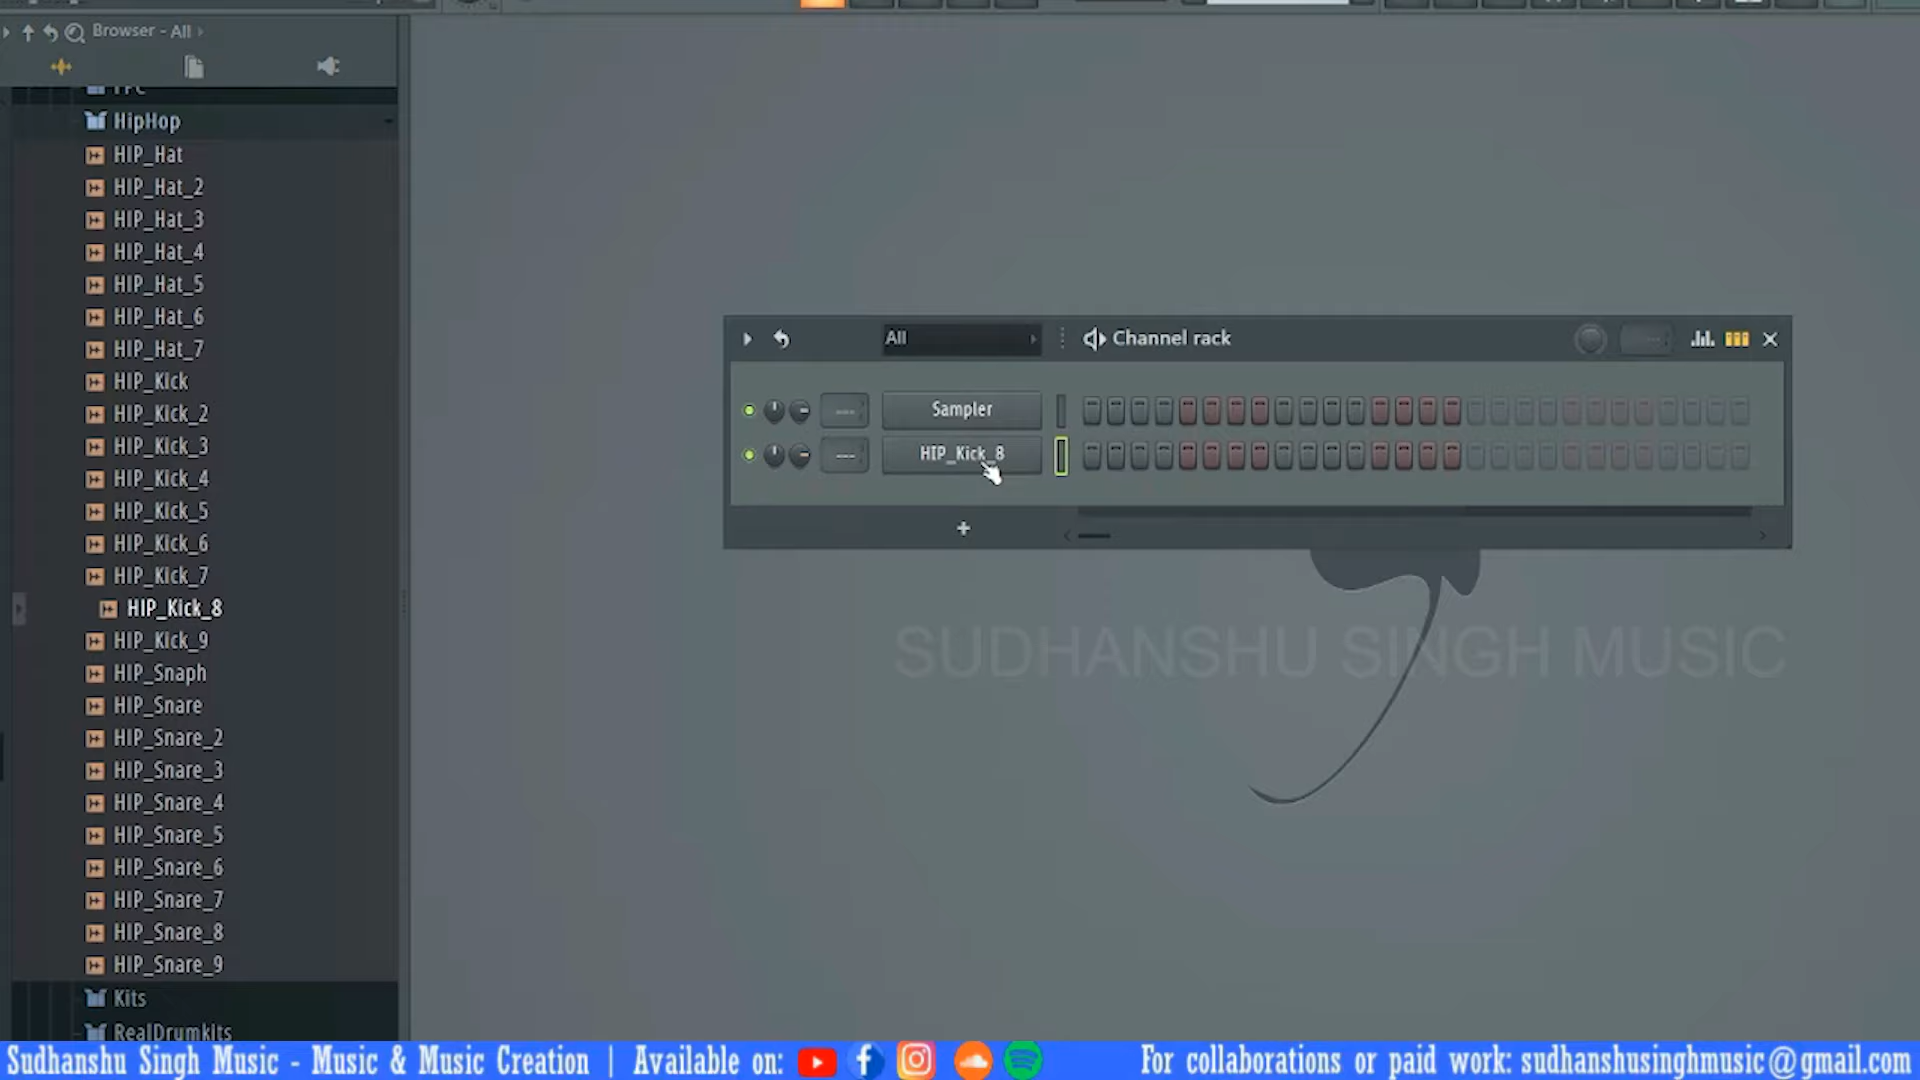 Browser - All
HipHop
HIP_Hat
HIP_Hat_2
HIP_Hat_3
HIP_Hat_4
HIP_Hat_5
HIP_Hat_6
HIP_Hat_7
HIP_Kick
HIP_Kick_2
HIP_Kick_3
HIP_Kick_4
HIP_Kick_5
HIP_Kick_6
HIP_Kick_7
HIP_Kick_8
HIP_Kick_9
HIP_Snaph
HIP_Snare
HIP_Snare_2
HIP_Snare_3
HIP_Snare_4
HIP_Snare_5
HIP_Snare_6
HIP_Snare_7
HIP_Snare_8
HIP_Snare_9
Kits
RealDrumkits
All
Channel rack
Sampler
HIP_Kick_8
SUDHANSHU SINGH MUSIC
Sudhanshu Singh Music - Music & Music Creation | Available on:
For collaborations or paid work: sudhanshusinghmusic@gmail.com